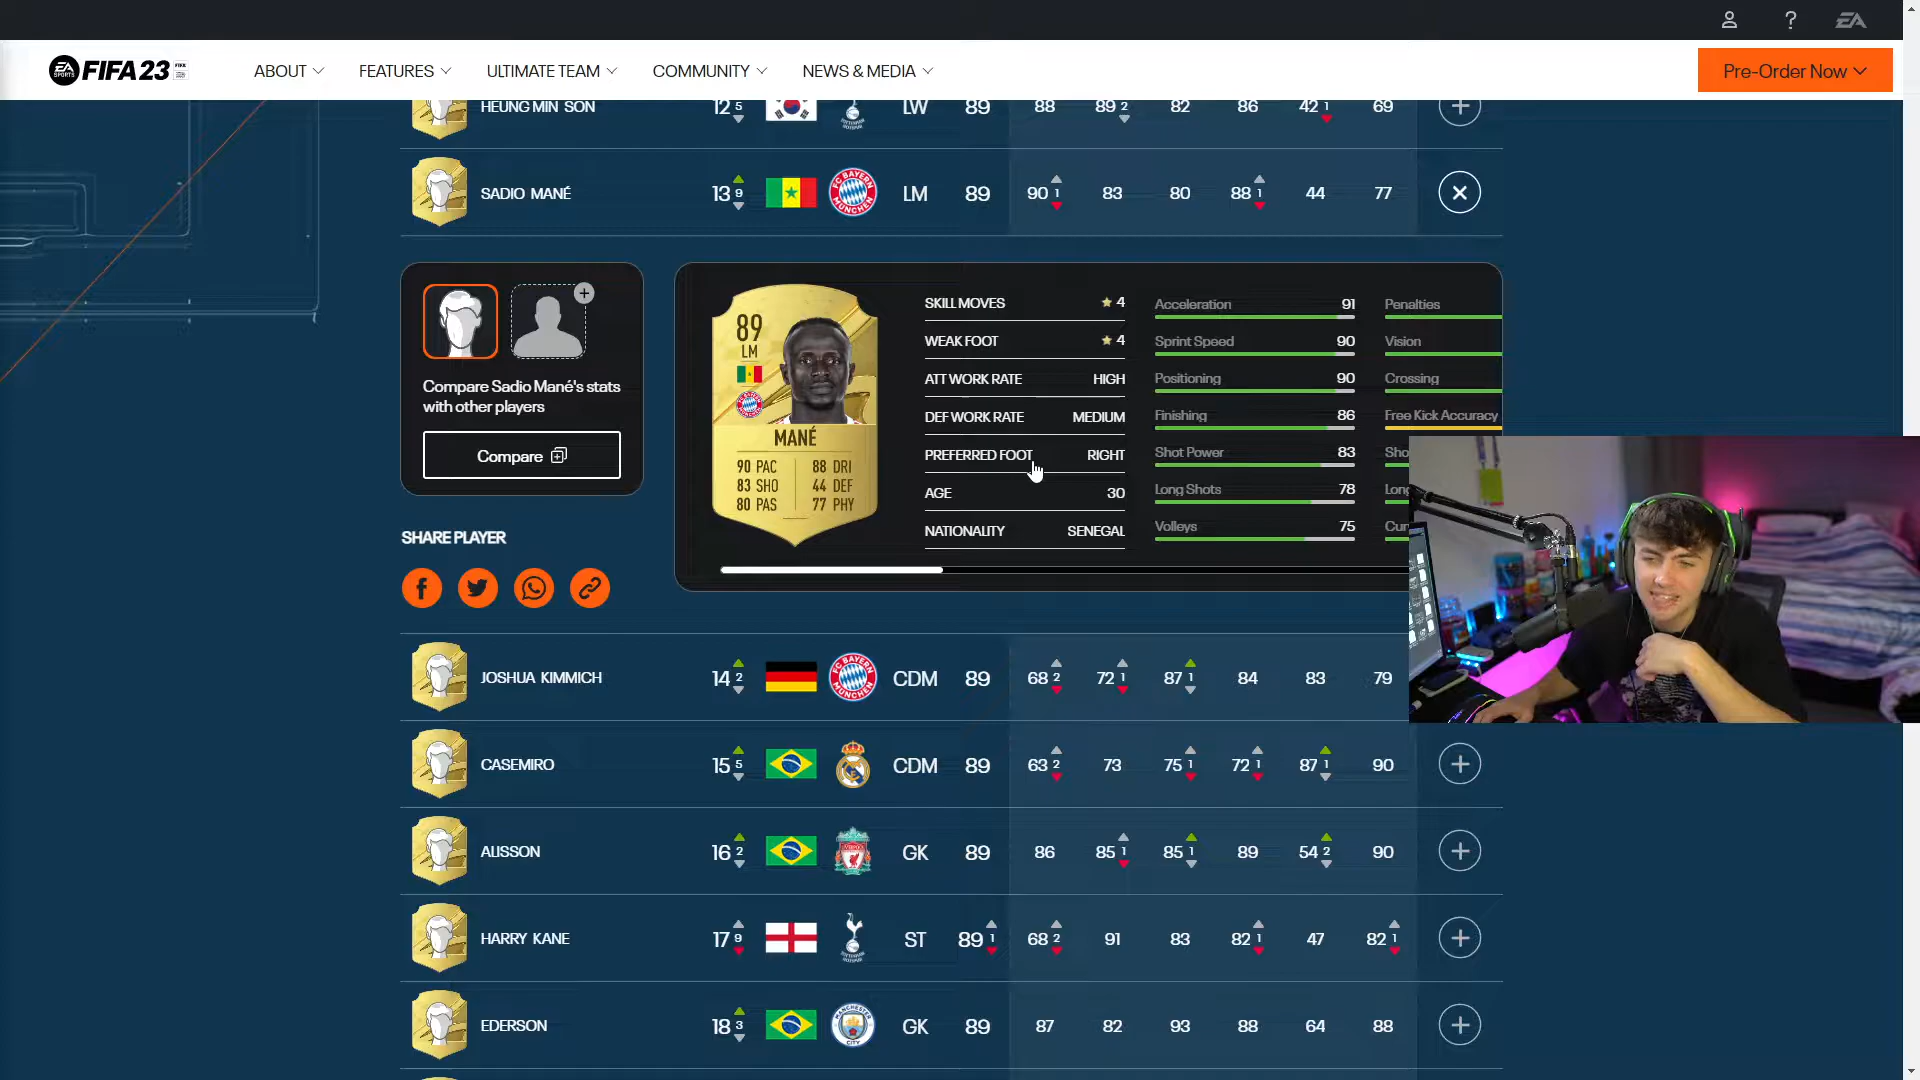 EA SPORTS FIFA 23
ABOUT FEATURES ULTIMATE TEAM COMMUNITY NEWS & MEDIA Pre-Order Now
HEUNG MIN SON 12 5 LW 89 88 89 2 82 86 42 1 69
SADIO MANÉ 13 9 LM 89 90 1 83 80 88 1 44 77
Compare Sadio Mané's stats
with other players
Compare
SHARE PLAYER
89
LM
MANÉ
90 PAC 88 DRI
83 SHO 44 DEF
80 PAS 77 PHY
SKILL MOVES 4
WEAK FOOT 4
ATT WORK RATE HIGH
DEF WORK RATE MEDIUM
PREFERRED FOOT RIGHT
AGE 30
NATIONALITY SENEGAL
Acceleration 91
Sprint Speed 90
Positioning 90
Finishing 86
Shot Power 83
Long Shots 78
Volleys 75
Penalties
Vision
Crossing
Free Kick Accuracy
Sho
Long
Cur
JOSHUA KIMMICH 14 2 CDM 89 68 2 72 1 87 1 84 83 79
CASEMIRO 15 5 CDM 89 63 2 73 75 1 72 1 87 1 90
ALISSON 16 2 GK 89 86 85 1 85 1 89 54 2 90
HARRY KANE 17 9 ST 89 1 68 2 91 83 82 1 47 82 1
EDERSON 18 3 GK 89 87 82 93 88 64 88